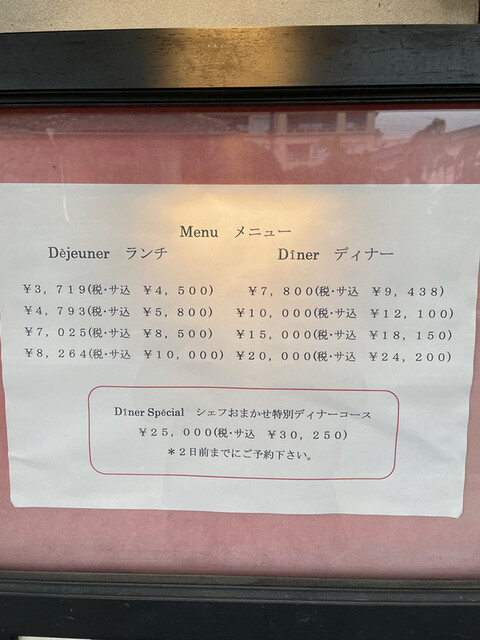 Menu メニュー
Dèjeuner ランチ
¥3,719(税・サ込 ¥4,500)
¥4,793(税・サ込 ¥5,800)
¥7,025(税・サ込 ¥8,500)
¥8,264(税・サ込 ¥10,000)
Dîner ディナー
¥7,800(税・サ込 ¥9,438)
¥10,000(税・サ込 ¥12,100)
¥15,000(税・サ込 ¥18,150)
¥20,000(税・サ込 ¥24,200)
Dîner Spécial シェフおまかせ特別ディナーコース
¥25,000(税・サ込 ¥30,250)
*2日前までにご予約下さい。